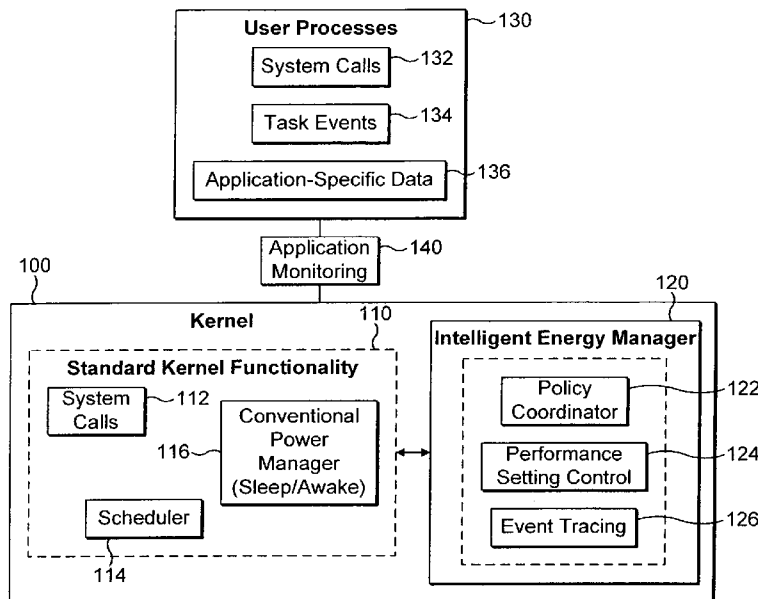 User Processes
130
System Calls
132
Task Events
134
Application-Specific Data
136
Application
Monitoring
140
100
Kernel
110
120
Standard Kernel Functionality
System
Calls
112
116
Conventional
Power
Manager
(Sleep/Awake)
Scheduler
114
Intelligent Energy Manager
Policy
Coordinator
122
Performance
Setting Control
124
Event Tracing
126